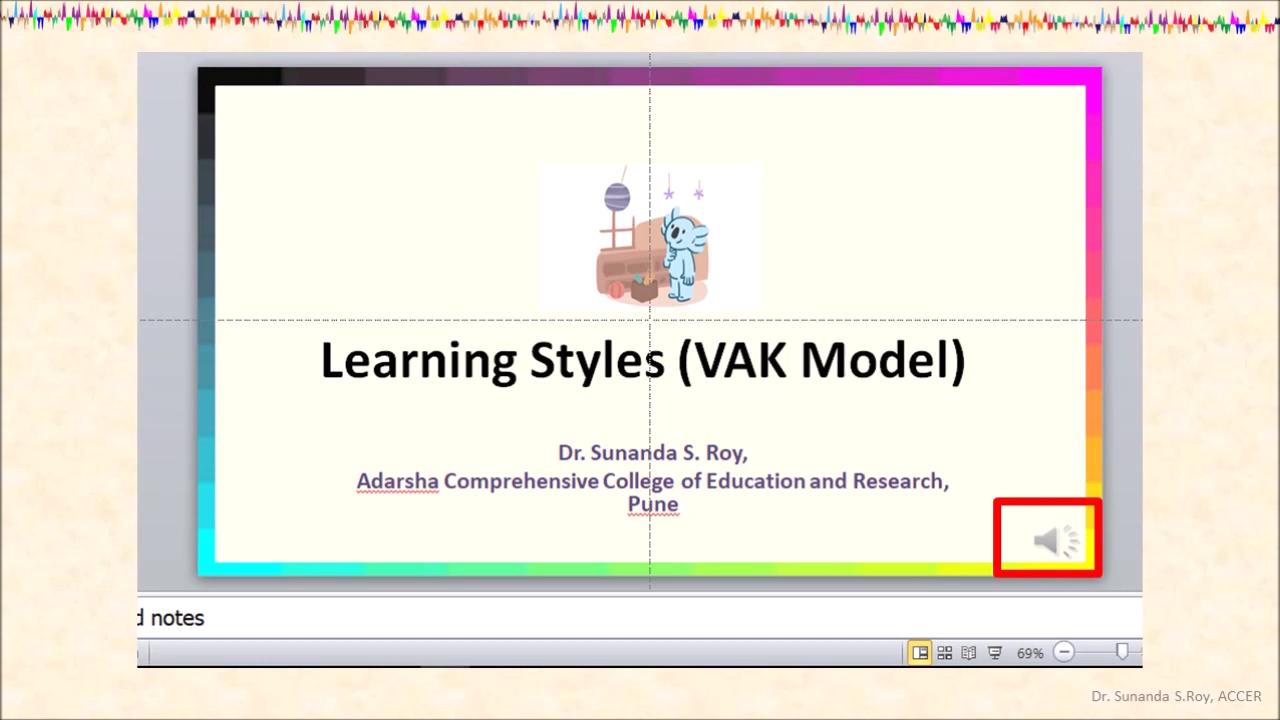 Learning Styles (VAK Model)
Dr. Sunanda S. Roy,
Adarsha Comprehensive College of Education and Research,
Pune
d notes
69%
Dr. Sunanda S.Roy, ACCER